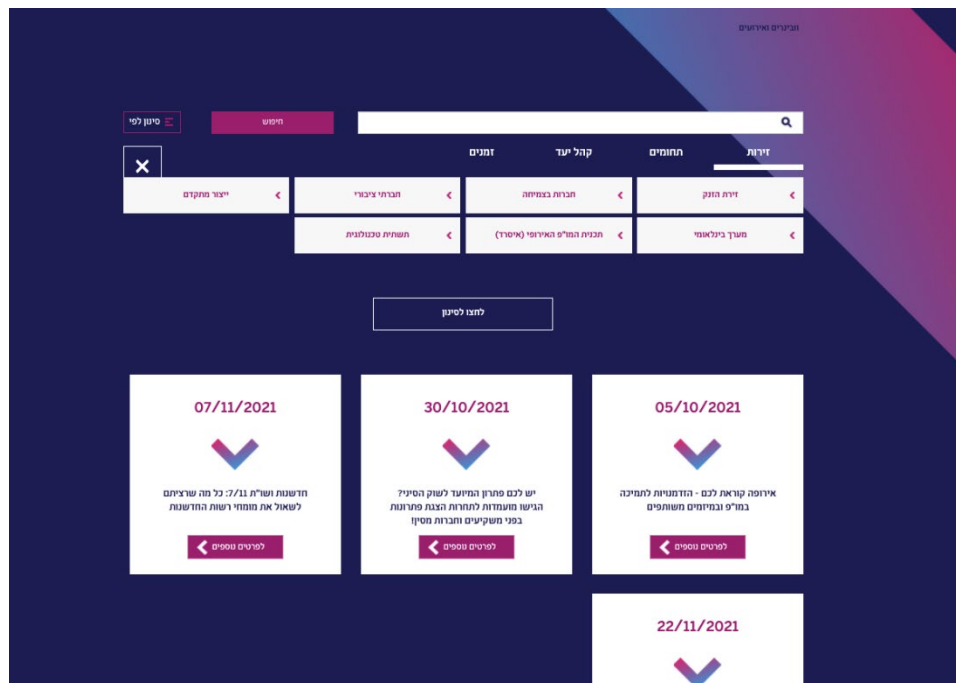 וובינרים ואירועים
חיפוש
סינון לפי
זירות
תחומים
קהל יעד
זמנים
זירת הזנק
חברות בצמיחה
חברתי ציבורי
ייצור מתקדם
מערך בינלאומי
תכנית המו"פ האירופי (איסרד)
תשתית טכנולוגית
לחצו לסינון
05/10/2021
אירופה קוראת לכם - הזדמנויות לתמיכה
במו"פ ובמיזמים משותפים
לפרטים נוספים
30/10/2021
יש לכם פתרון המיועד לשוק הסיני?
הגישו מועמדות לתחרות הצגת פתרונות
בפני משקיעים וחברות מסין!
לפרטים נוספים
07/11/2021
חדשנות ושו"ת 7/11: כל מה שרציתם
לשאול את מומחי רשות החדשנות
לפרטים נוספים
22/11/2021